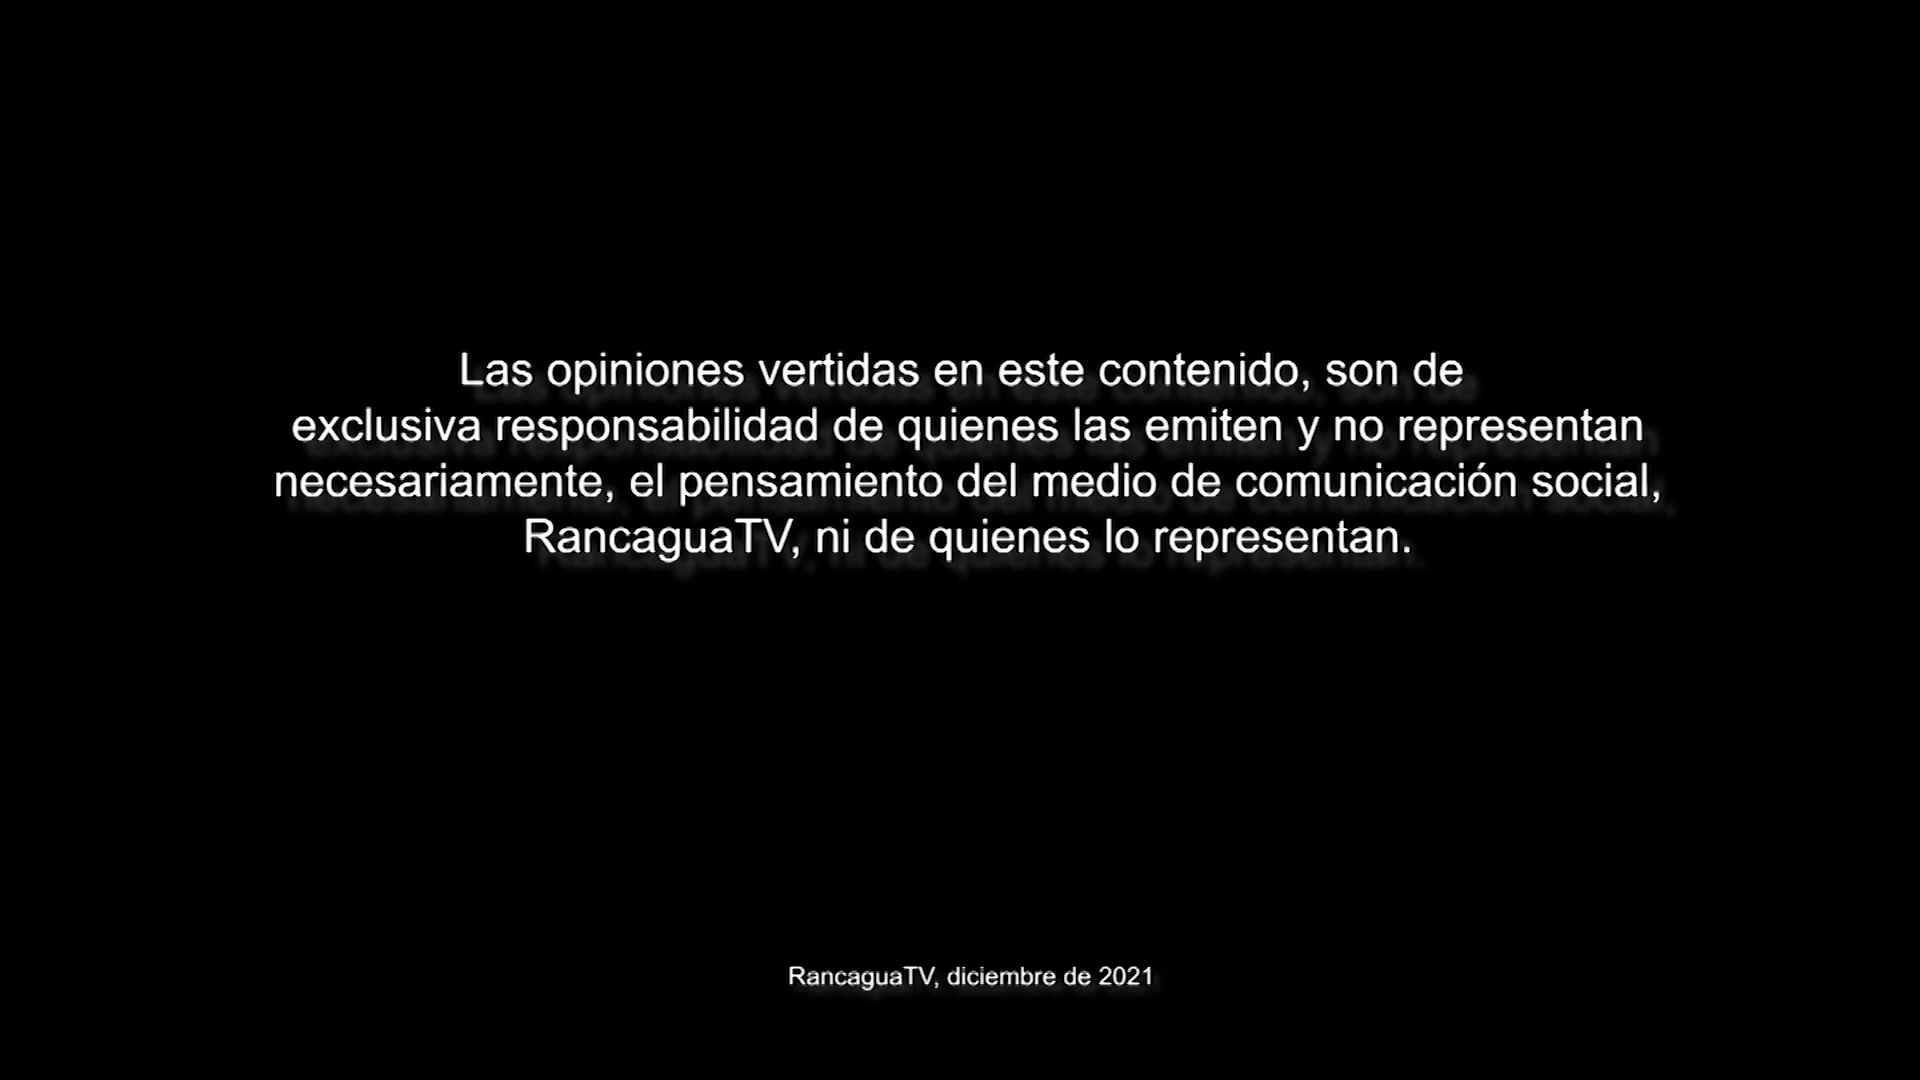 Las opiniones vertidas en este contenido, son de
exclusiva responsabilidad de quienes las emiten y no representan
necesariamente, el pensamiento del medio de comunicación social,
RancaguaTV, ni de quienes lo representan.
RancaguaTV, diciembre de 2021